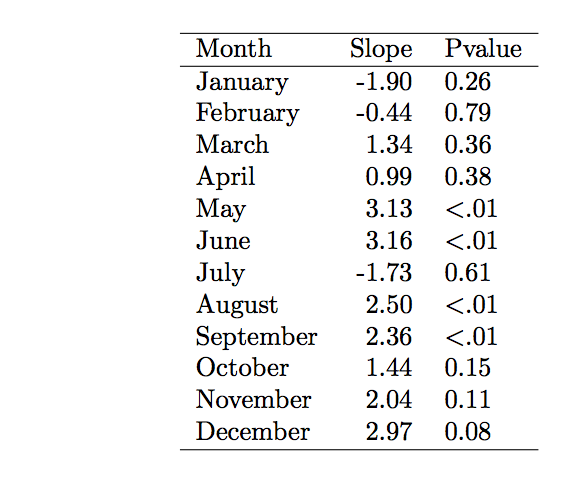 Month Slope Pvalue
January -1.90 0.26
February -0.44 0.79
March 1.34 0.36
April 0.99 0.38
May 3.13 <.01
June 3.16 <.01
July -1.73 0.61
August 2.50 <.01
September 2.36 <.01
October 1.44 0.15
November 2.04 0.11
December 2.97 0.08